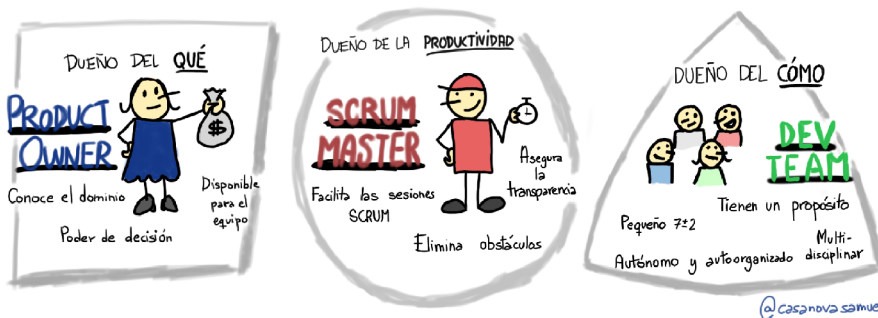 DUEÑO DEL QUÉ
PRODUCT
OWNER
$
Conoce el dominio
Disponible
para el
equipo
Poder de decisión
DUEÑO DE LA PRODUCTIVIDAD
SCRUM
MASTER
Asegura
la
transparencia
Facilita las sesiones
SCRUM
Elimina obstáculos
DUEÑO DEL CÓMO
DEV
TEAM
Tienen un propósito
Pequeño 7±2
Multi-
disciplinar
Autónomo y autoorganizado
@casanovasamue